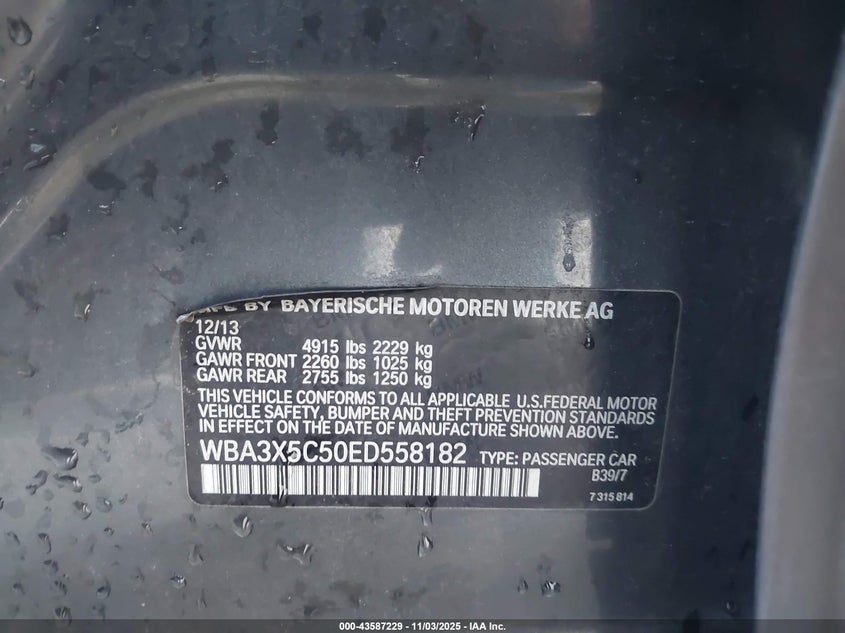 BY BAYERISCHE MOTOREN WERKE AG
12/13
GVWR 4915 lbs 2229 kg
GAWR FRONT 2260 lbs 1025 kg
GAWR REAR 2755 lbs 1250 kg
THIS VEHICLE CONFORMS TO ALL APPLICABLE U.S.FEDERAL MOTOR
VEHICLE SAFETY, BUMPER AND THEFT PREVENTION STANDARDS
IN EFFECT ON THE DATE OF MANUFACTURE SHOWN ABOVE.
WBA3X5C50ED558182 TYPE: PASSENGER CAR
B39/7
7 315 814
000-43587229 - 11/03/2025 - IAA Inc.